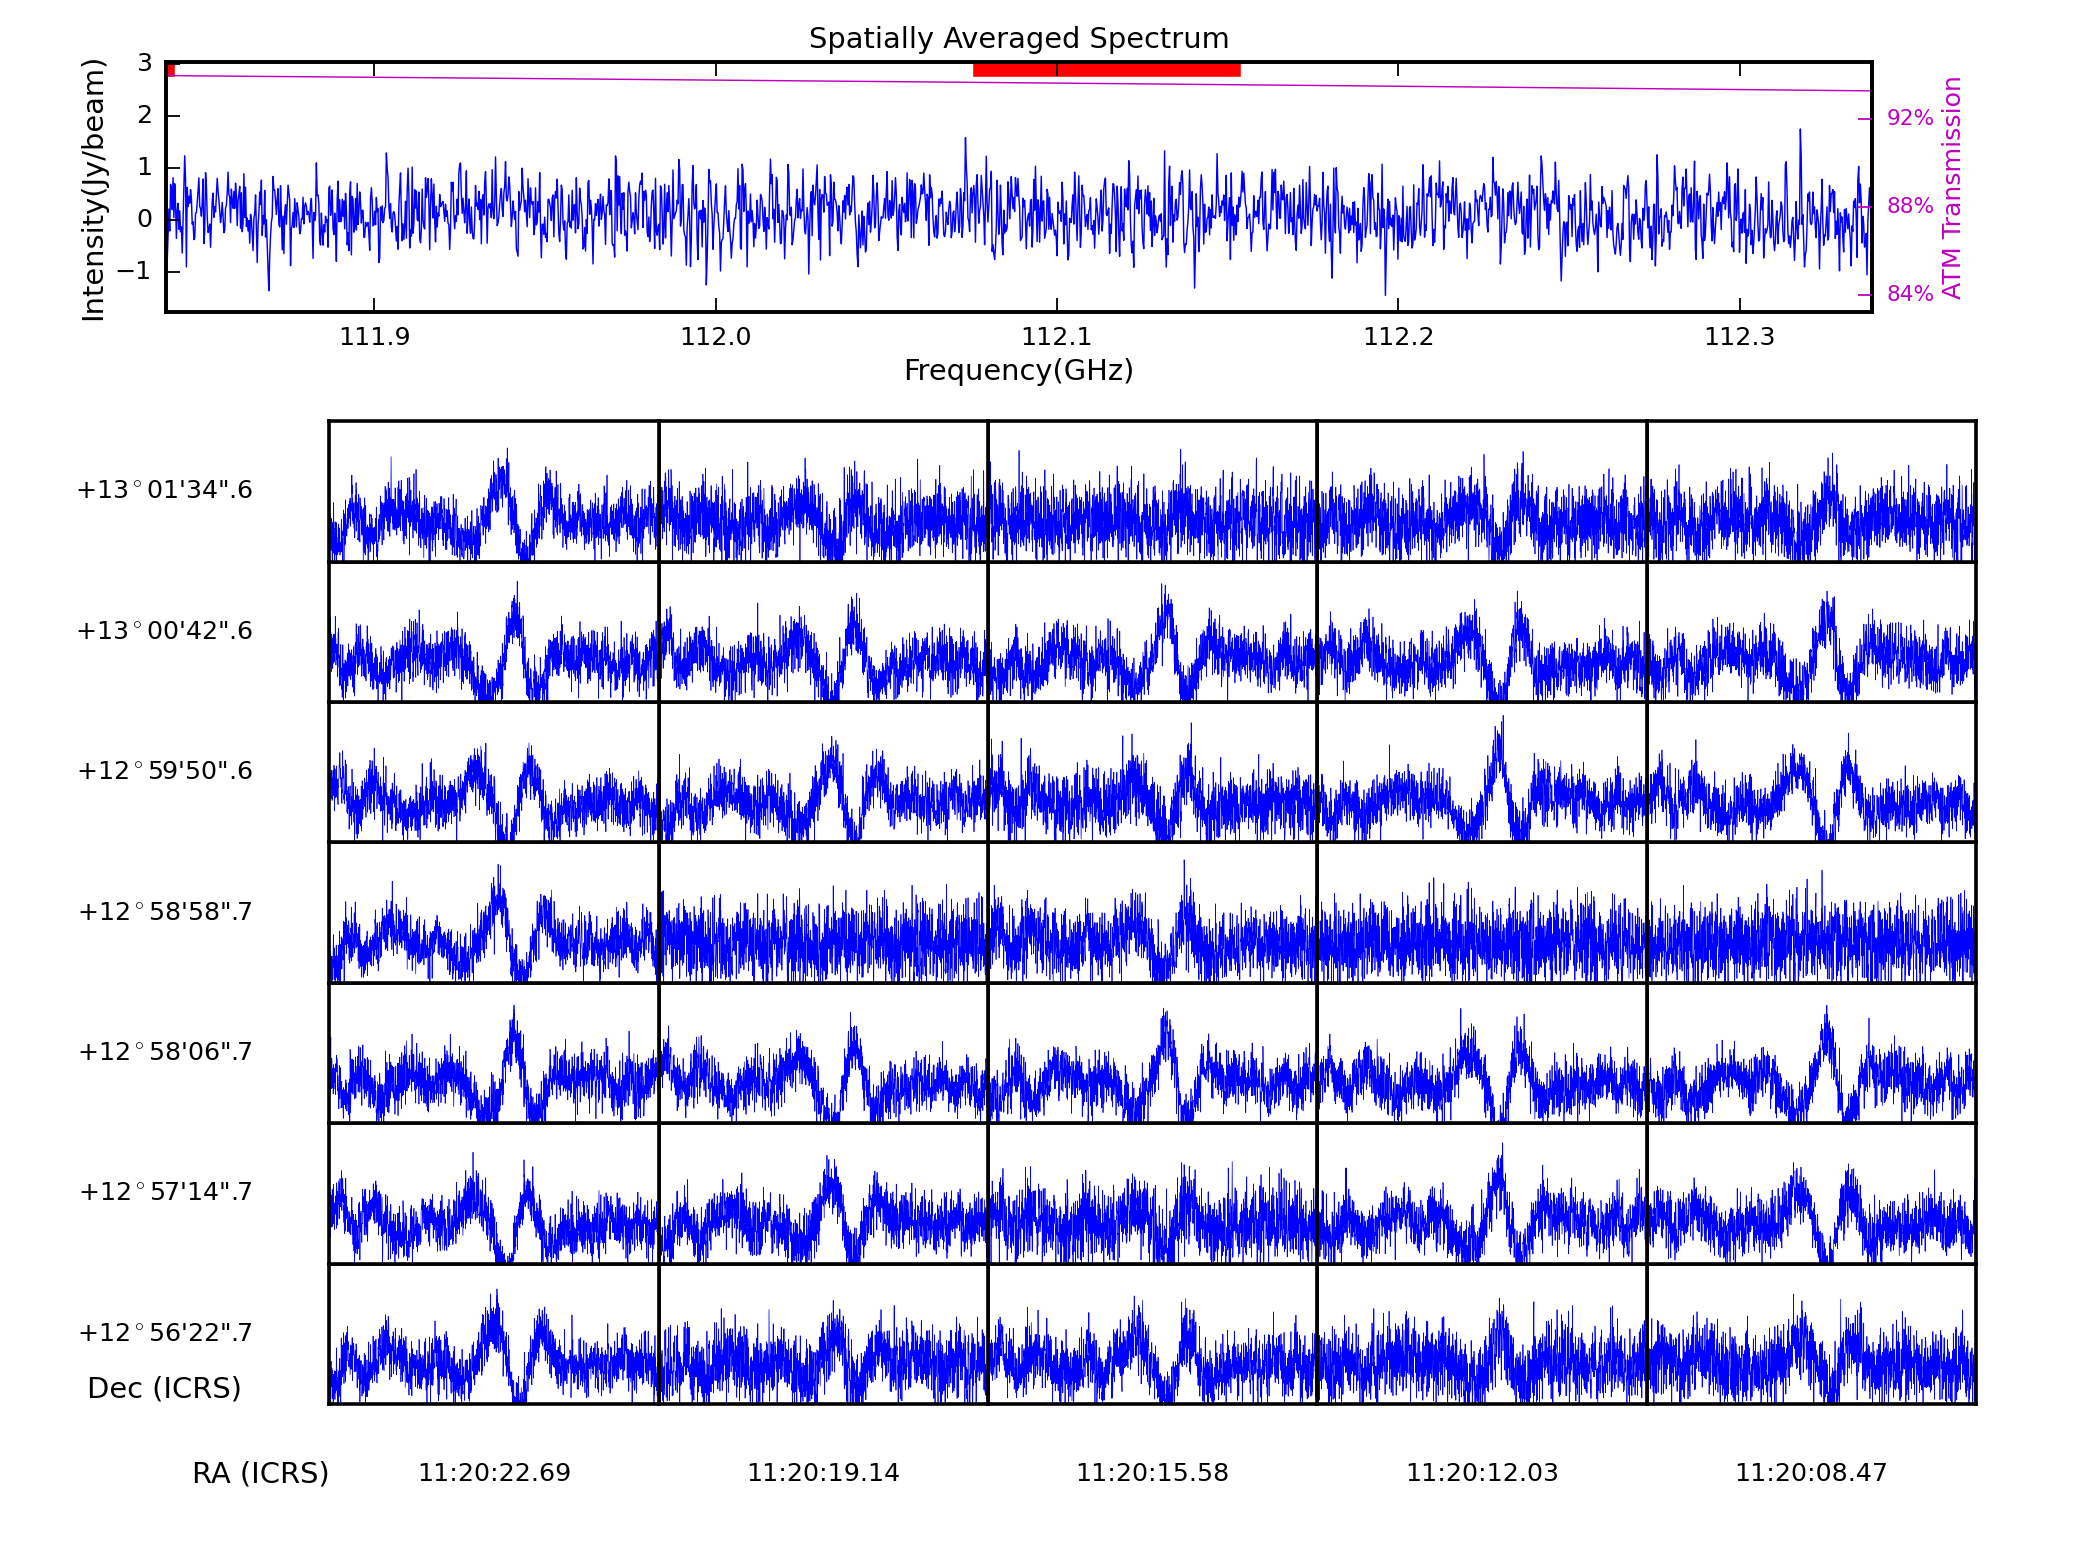 Spatially Averaged Spectrum
Intensity(Jy/beam)
3
2
1
0
−1
92%
88%
84%
ATM Transmission
111.9 112.0 112.1 112.2 112.3
Frequency(GHz)
+13°01'34".6
+13°00'42".6
+12°59'50".6
+12°58'58".7
+12°58'06".7
+12°57'14".7
+12°56'22".7
Dec (ICRS)
RA (ICRS) 11:20:22.69 11:20:19.14 11:20:15.58 11:20:12.03 11:20:08.47